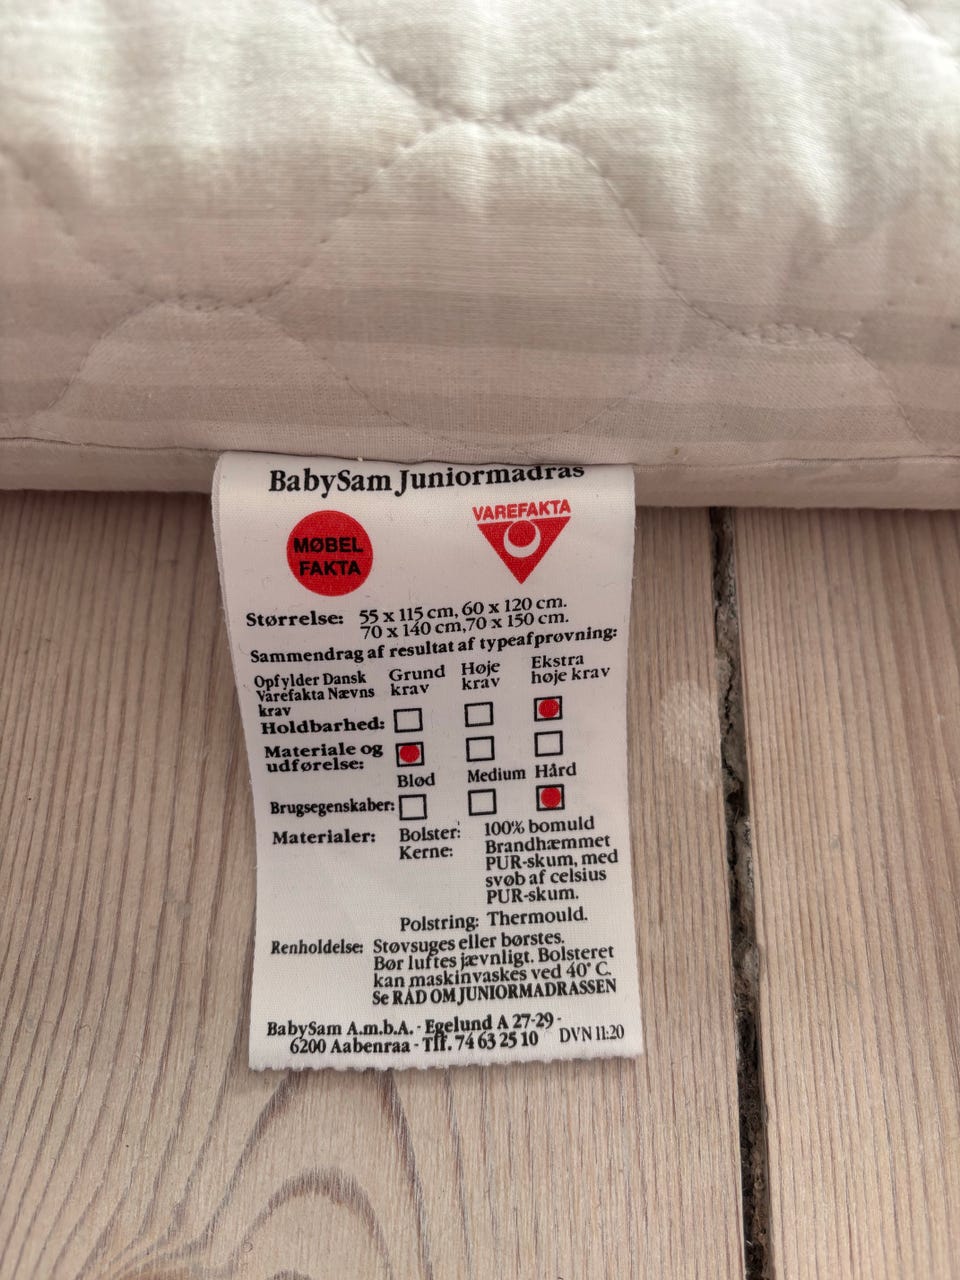 BabySam Juniormadras
MØBEL
FAKTA
VAREFAKTA
Størrelse: 55 x 115 cm, 60 x 120 cm.
70 x 140 cm,70 x 150 cm.
Sammendrag af resultat af typeafprøvning:
Opfylder Dansk
Varefakta Nævns
krav
Grund
krav
Høje
krav
Ekstra
høje krav
Holdbarhed:
Materiale og
udførelse:
Blød Medium Hård
Brugsegenskaber:
Materialer: Bolster: 100% bomuld
Kerne: Brandhæmmet
PUR-skum, med
svøb af celsius
PUR-skum.
Polstring: Thermould.
Renholdelse: Støvsuges eller børstes.
Bør luftes jævnligt. Bolsteret
kan maskinvaskes ved 40° C.
Se RÅD OM JUNIORMADRASSEN
BabySam A.m.b.A. - Egelund A 27-29 -
6200 Aabenraa - Tlf. 74 63 25 10 DVN 11:20